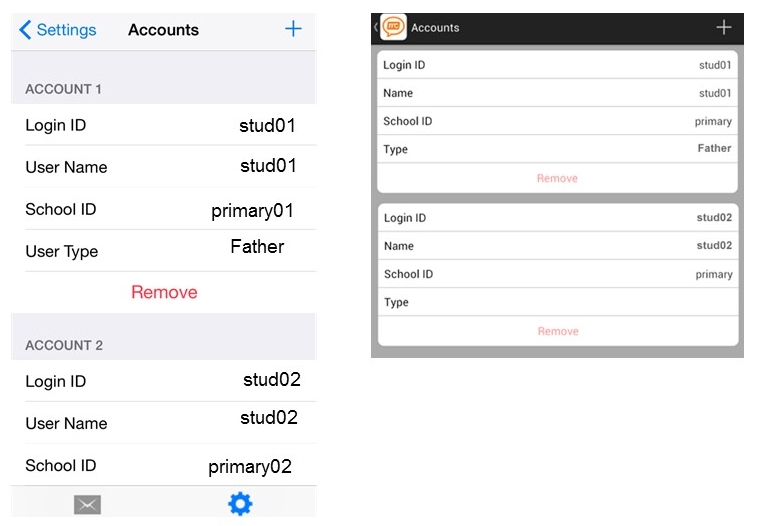 Settings Accounts +
ACCOUNT 1
Login ID stud01
User Name stud01
School ID primary01
User Type Father
Remove
ACCOUNT 2
Login ID stud02
User Name stud02
School ID primary02
Accounts +
Login ID stud01
Name stud01
School ID primary
Type Father
Remove
Login ID stud02
Name stud02
School ID primary
Type
Remove